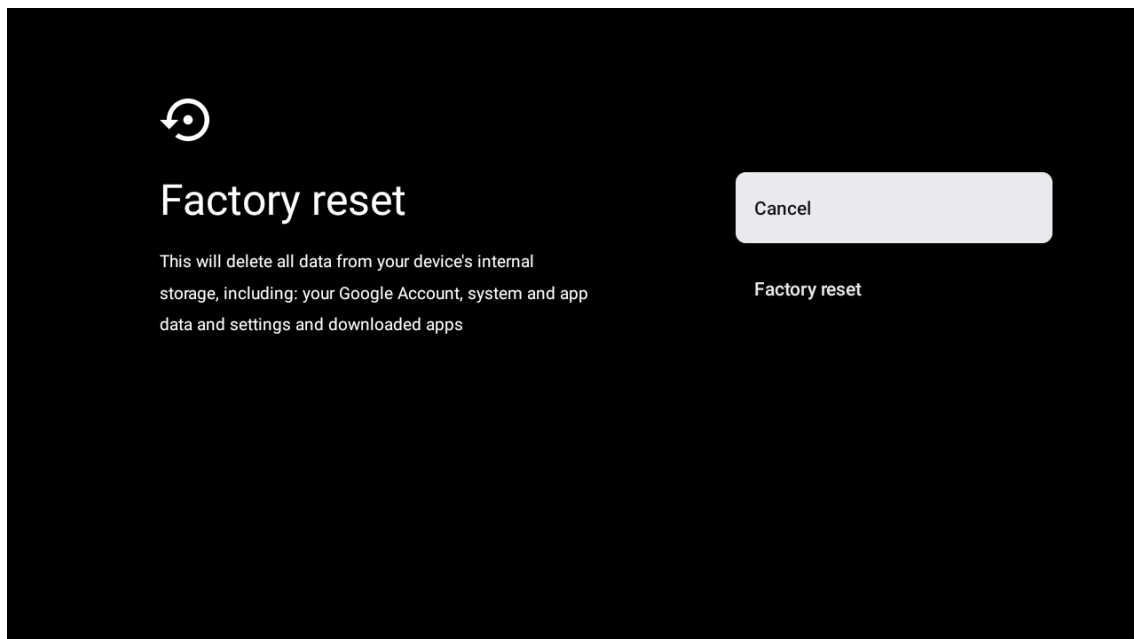 Factory reset
This will delete all data from your device's internal
storage, including: your Google Account, system and app
data and settings and downloaded apps
Cancel
Factory reset